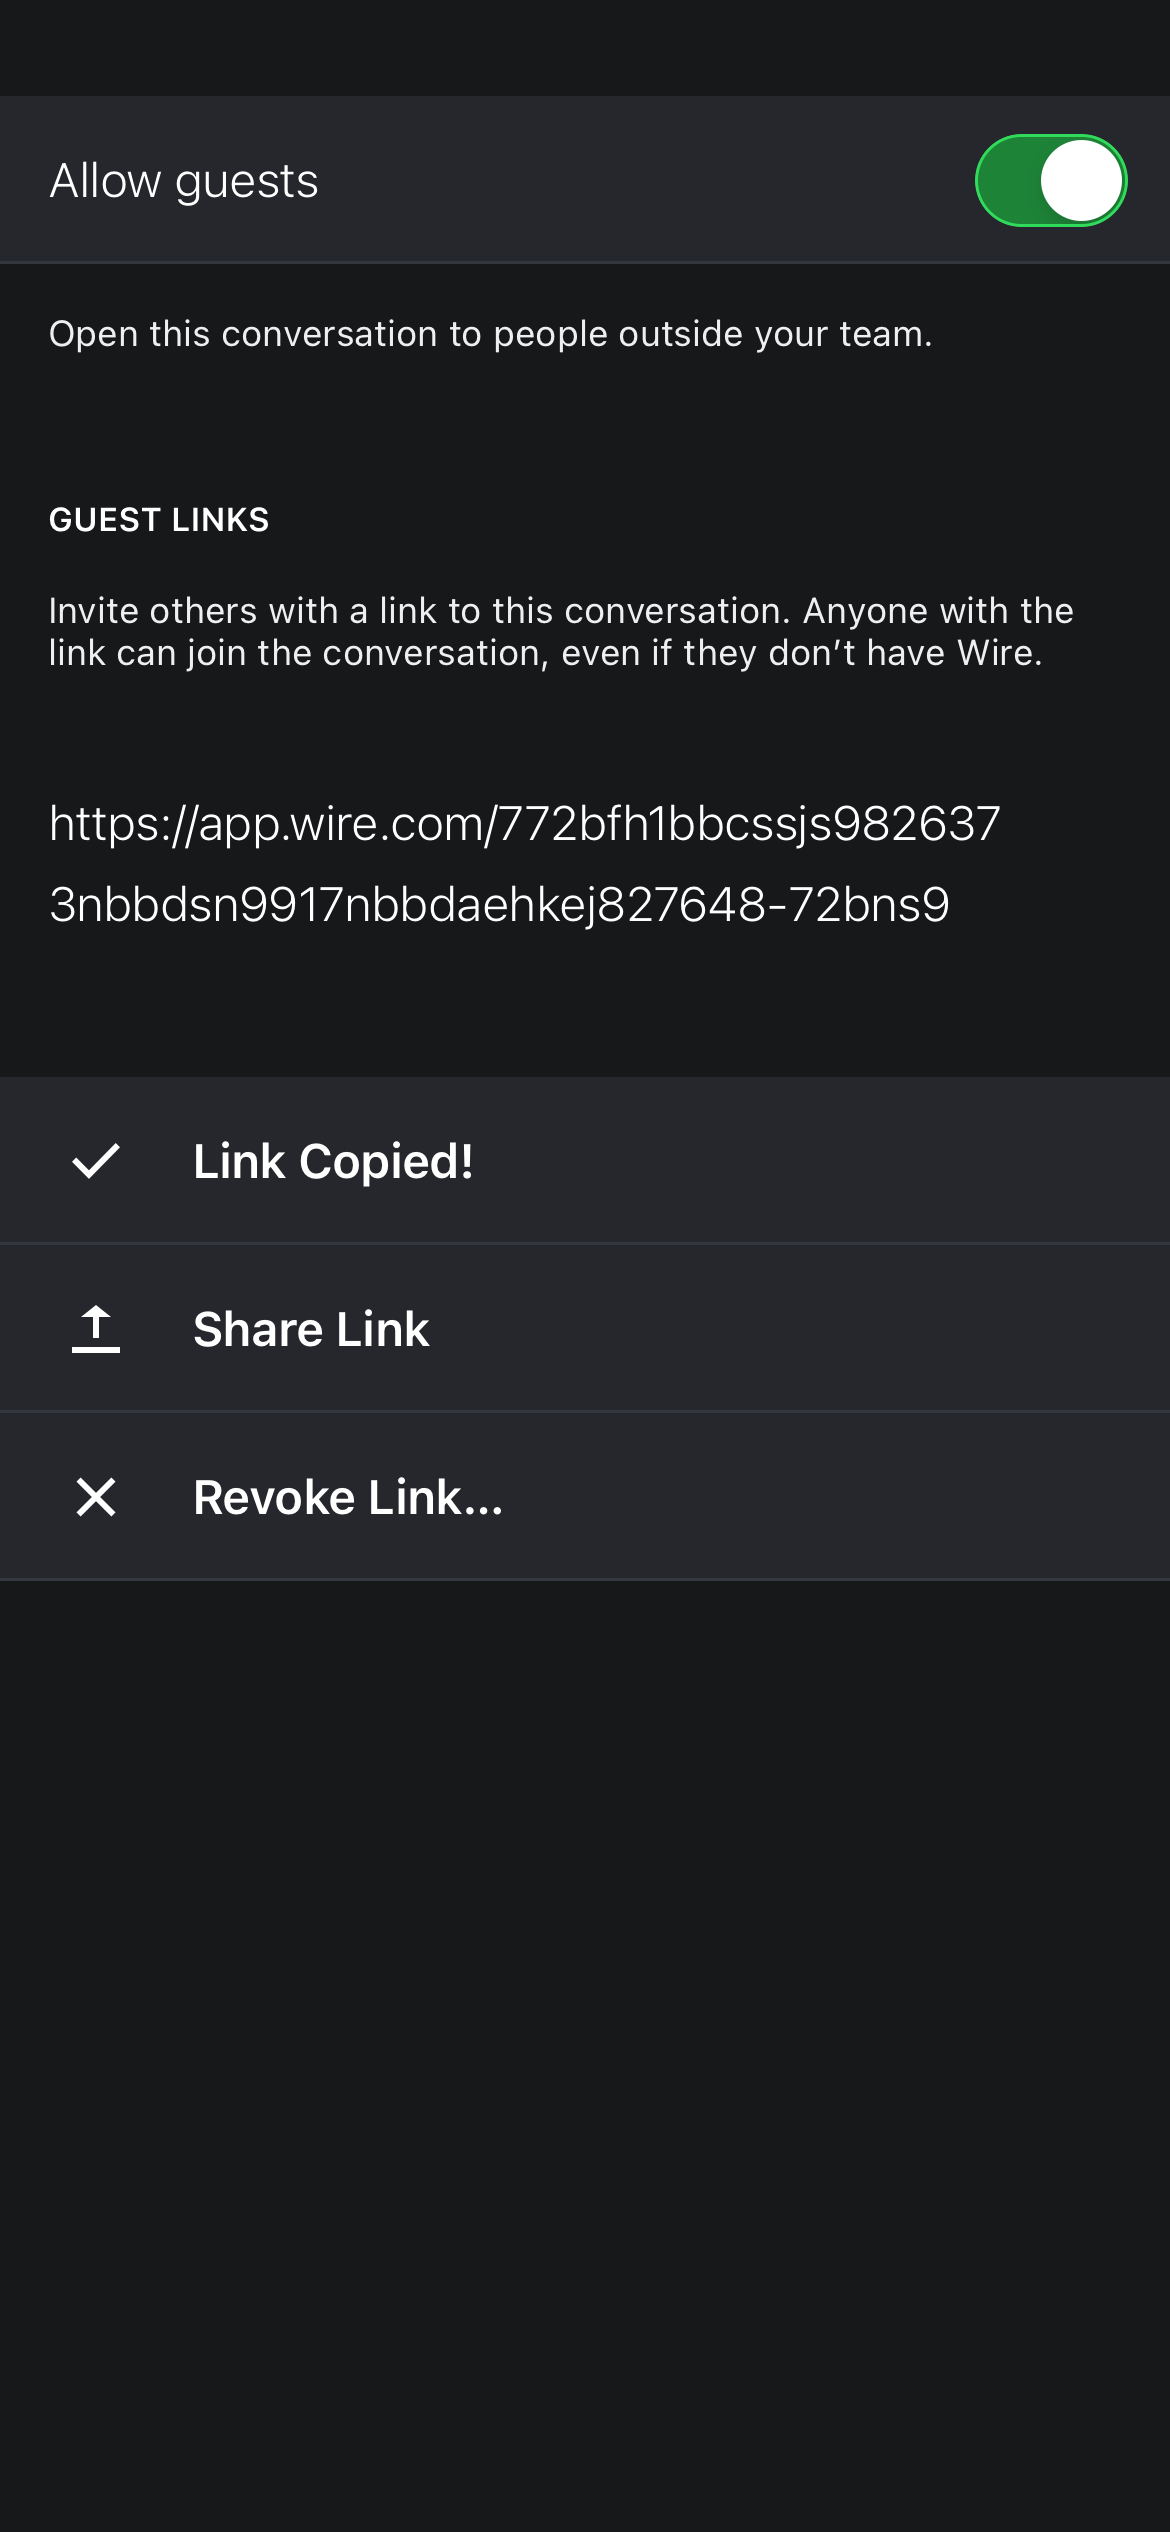 Allow guests
Open this conversation to people outside your team.
GUEST LINKS
Invite others with a link to this conversation. Anyone with the
link can join the conversation, even if they don’t have Wire.
https://app.wire.com/772bfh1bbcssjs982637
3nbbdsn9917nbbdaehkej827648-72bns9
Link Copied!
Share Link
Revoke Link...